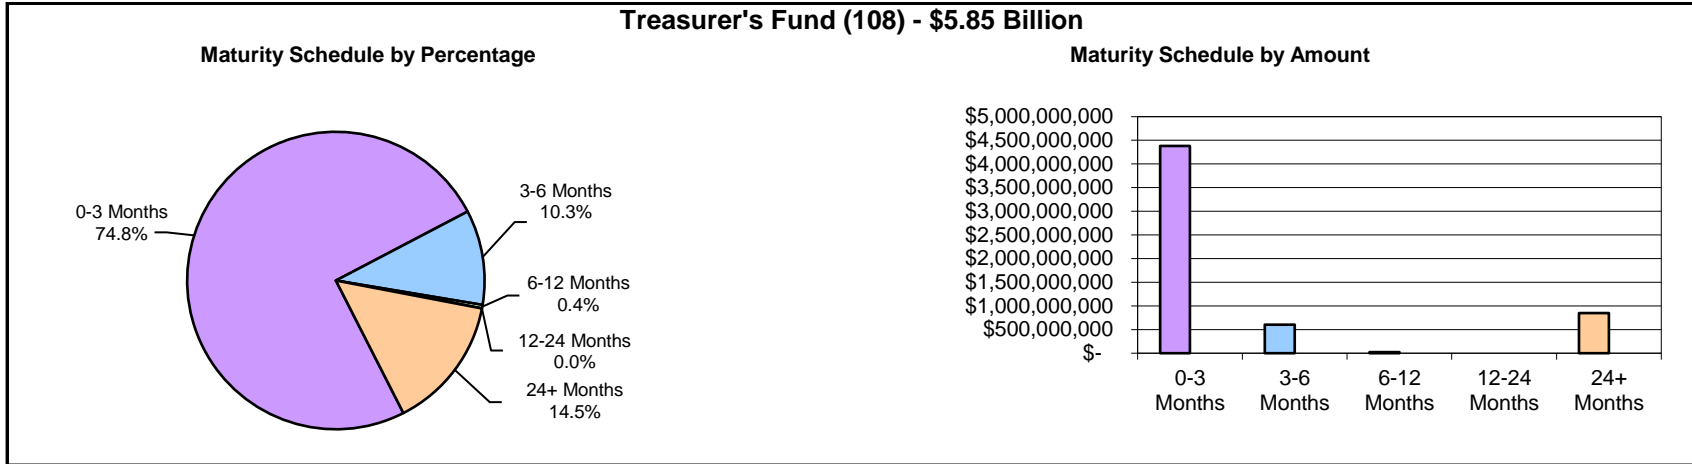 Treasurer's Fund (108) - $5.85 Billion
Maturity Schedule by Percentage
0-3 Months
74.8%
3-6 Months
10.3%
6-12 Months
0.4%
12-24 Months
0.0%
24+ Months
14.5%
Maturity Schedule by Amount
$5,000,000,000
$4,500,000,000
$4,000,000,000
$3,500,000,000
$3,000,000,000
$2,500,000,000
$2,000,000,000
$1,500,000,000
$1,000,000,000
$500,000,000
$-
0-3
Months
3-6
Months
6-12
Months
12-24
Months
24+
Months